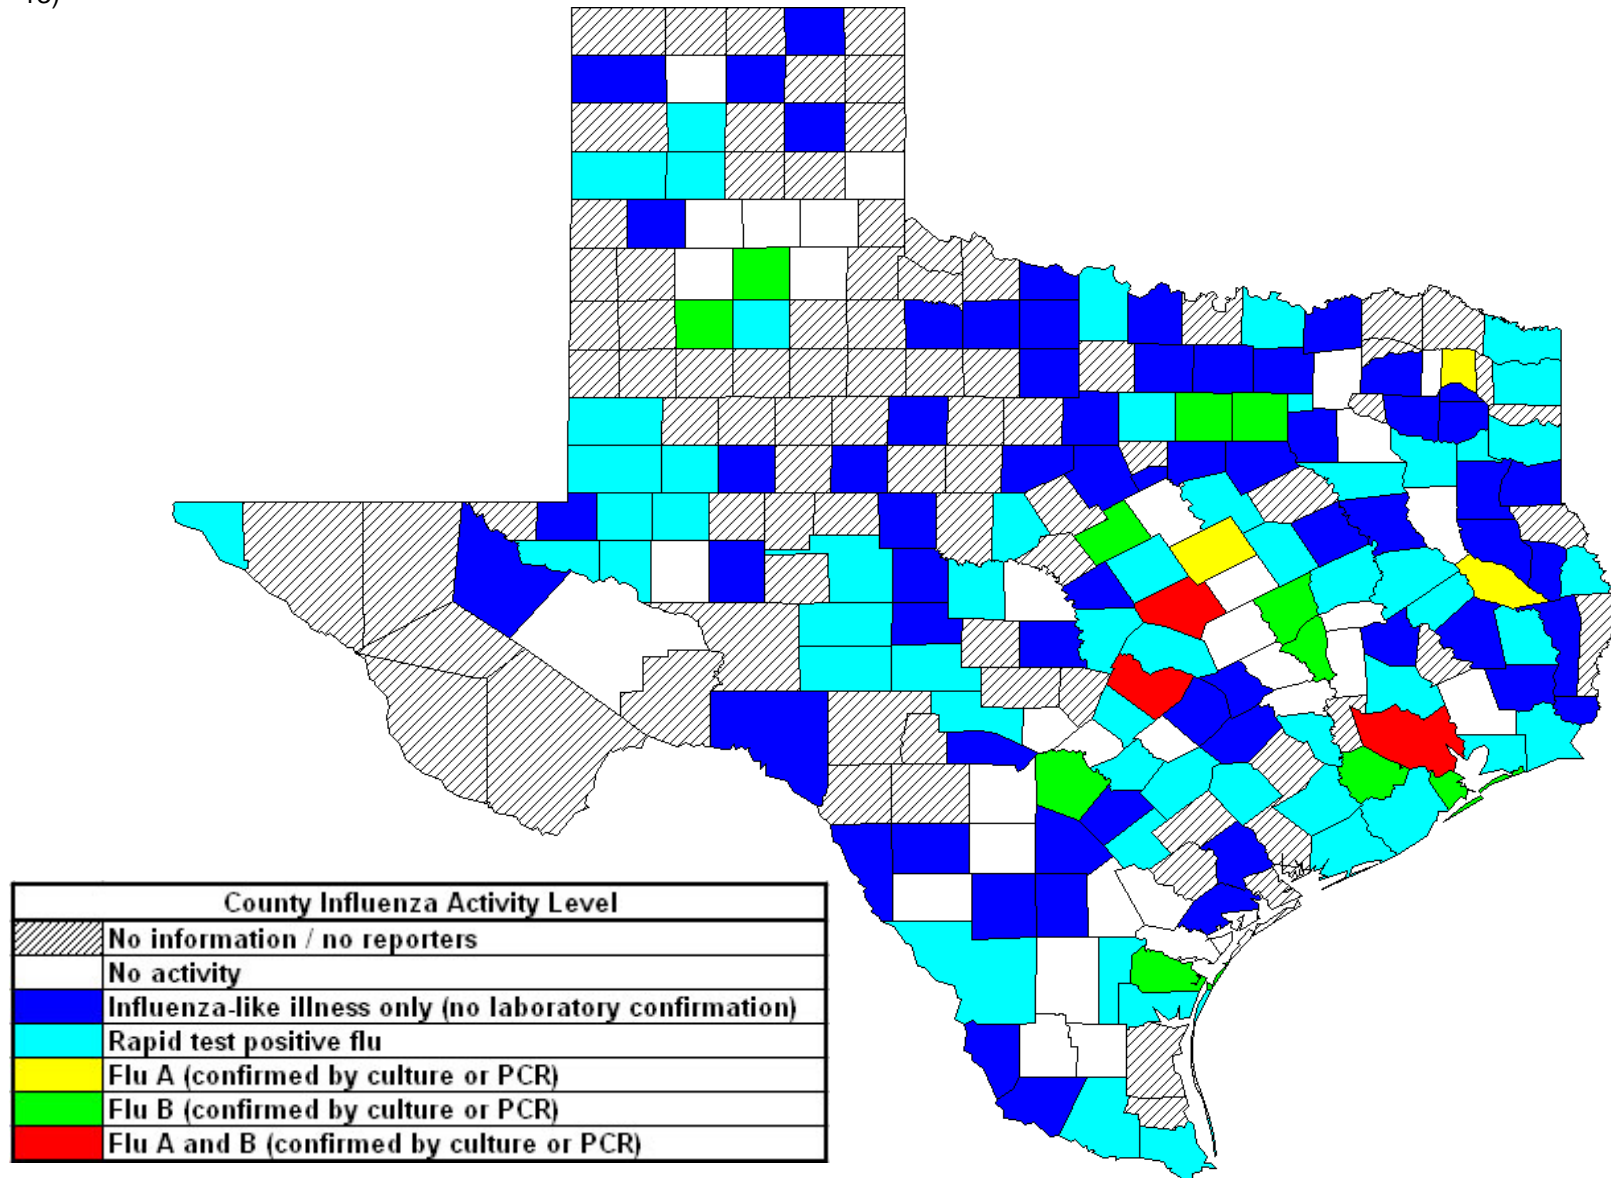 County Influenza Activity Level
No information / no reporters
No activity
Influenza-like illness only (no laboratory confirmation)
Rapid test positive flu
Flu A (confirmed by culture or PCR)
Flu B (confirmed by culture or PCR)
Flu A and B (confirmed by culture or PCR)